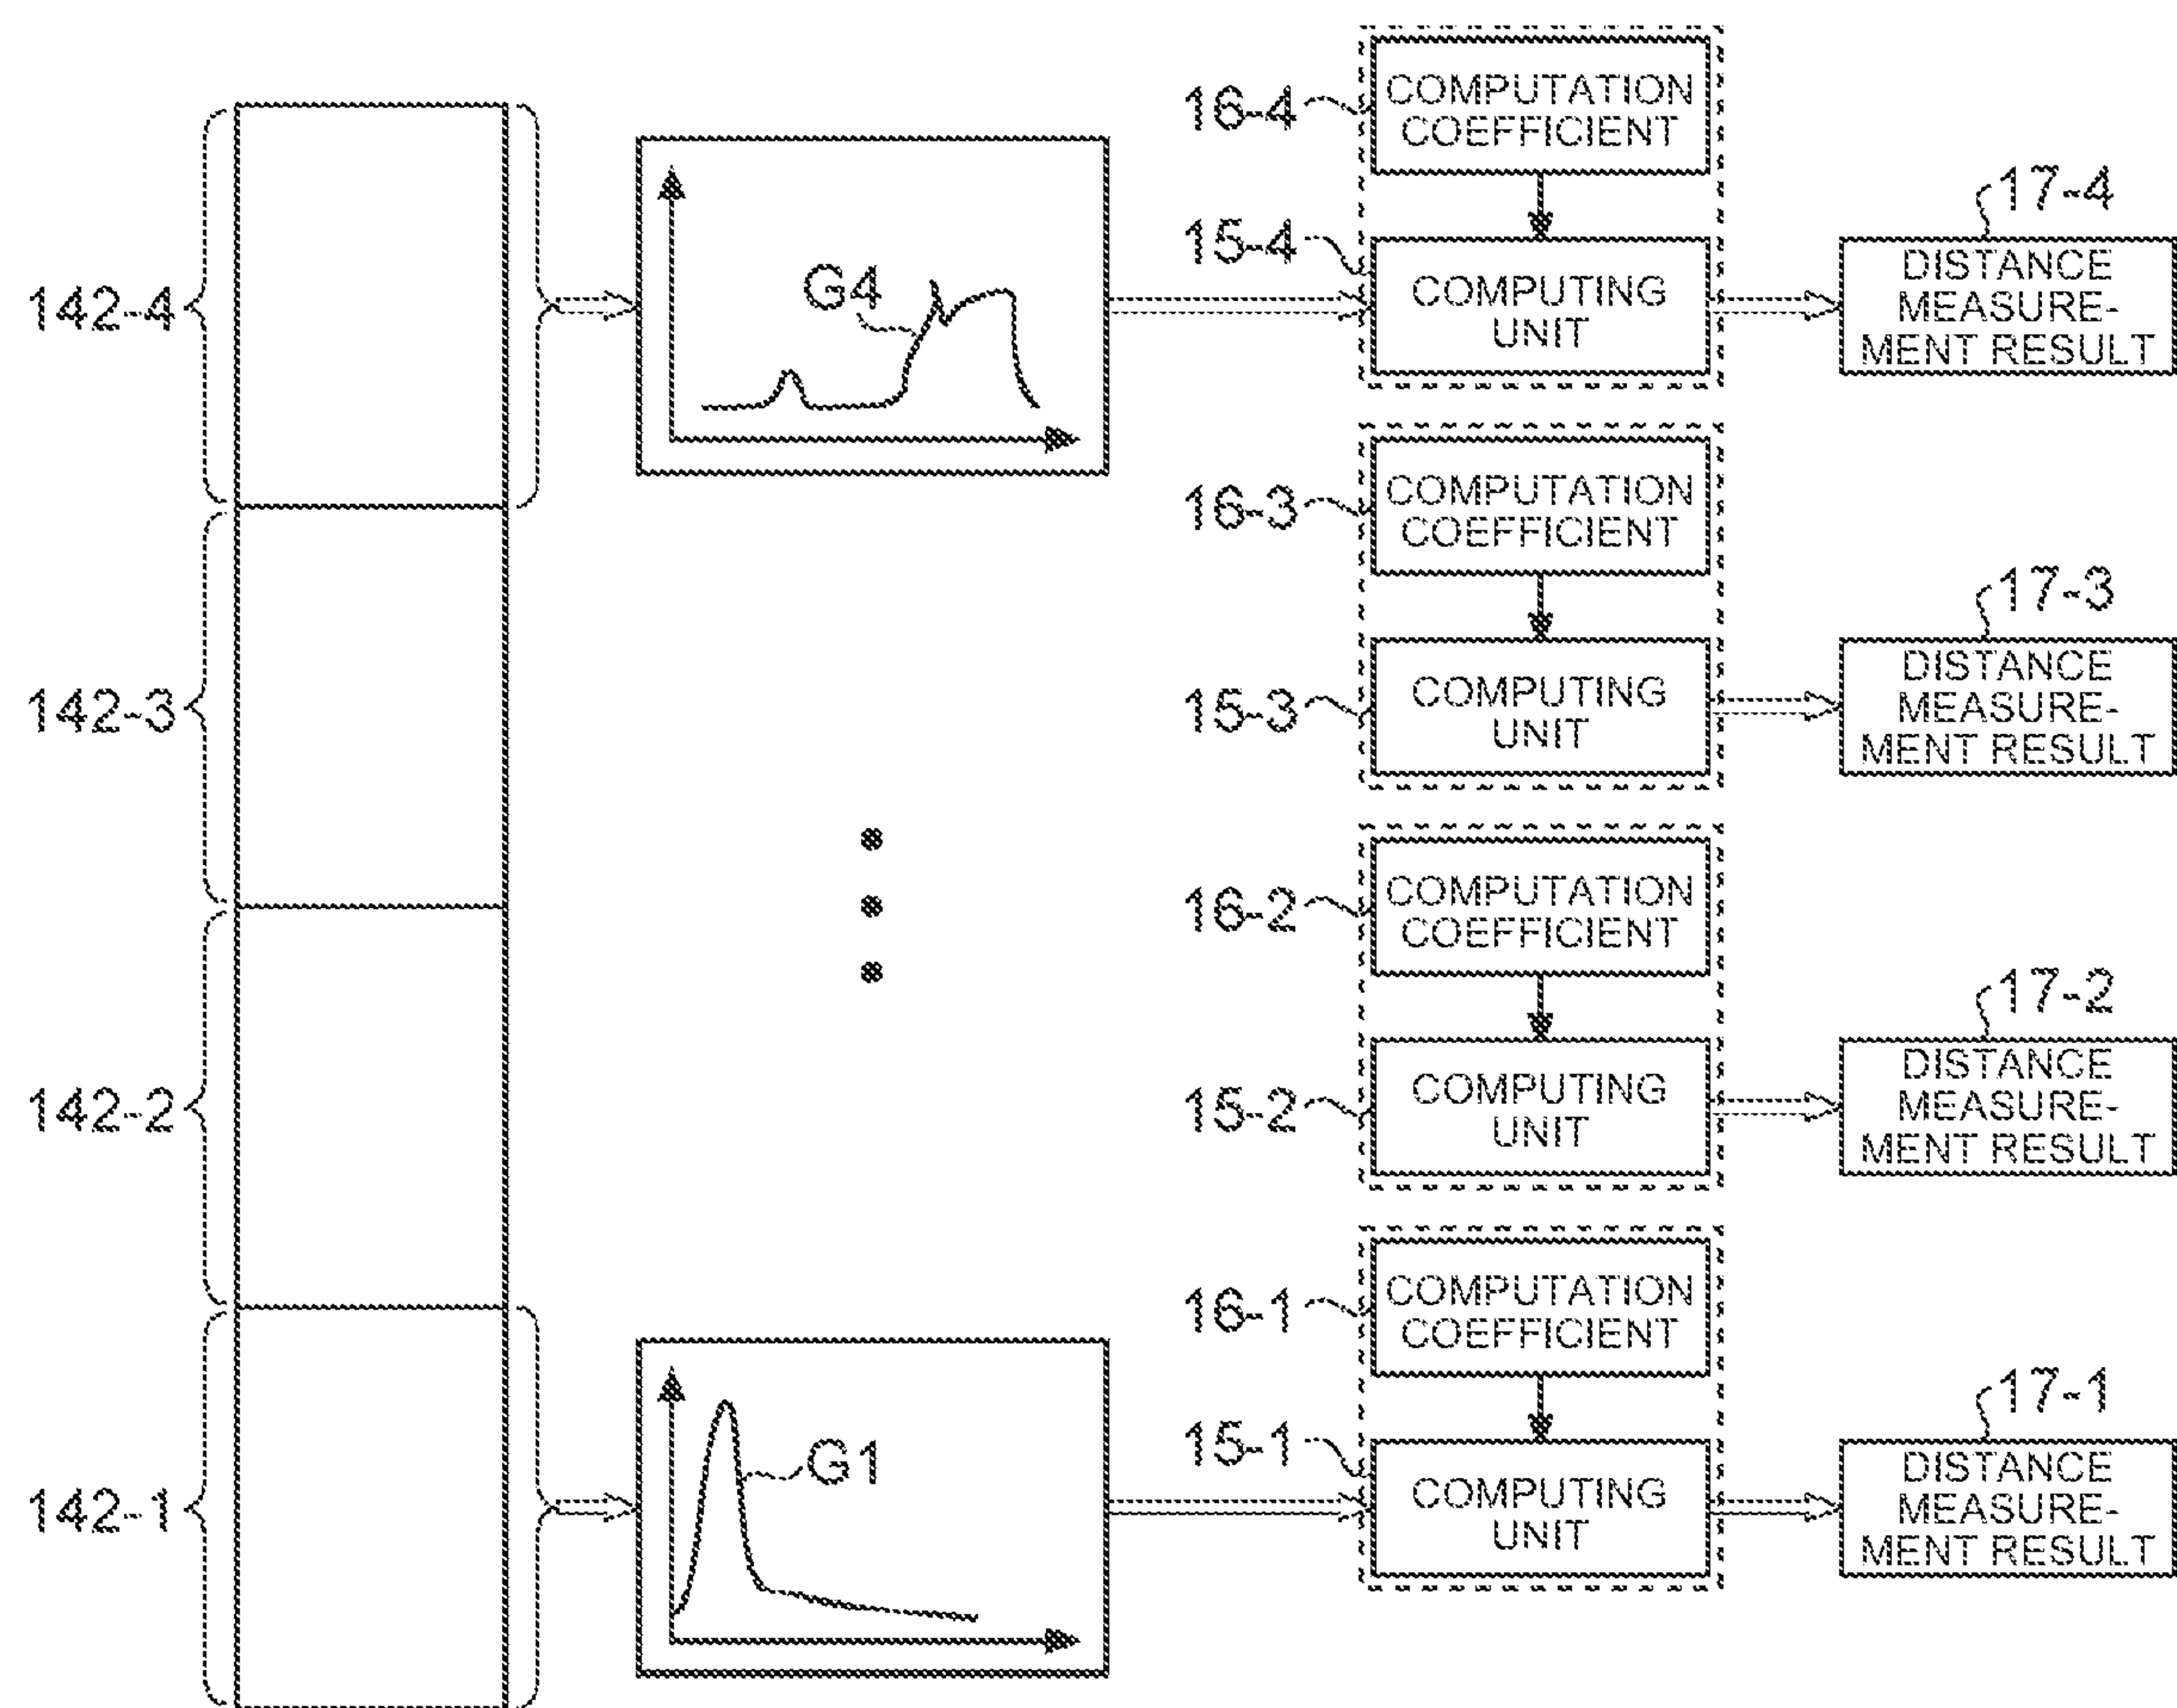 16-4
COMPUTATION
COEFFICIENT
17-4
15-4
142-4
G4
COMPUTING
UNIT
DISTANCE
MEASURE-
MENT RESULT
16-3
COMPUTATION
COEFFICIENT
17-3
142-3
15-3
COMPUTING
UNIT
DISTANCE
MEASURE-
MENT RESULT
16-2
COMPUTATION
COEFFICIENT
17-2
142-2
15-2
COMPUTING
UNIT
DISTANCE
MEASURE-
MENT RESULT
16-1
COMPUTATION
COEFFICIENT
17-1
15-1
142-1
G1
COMPUTING
UNIT
DISTANCE
MEASURE-
MENT RESULT